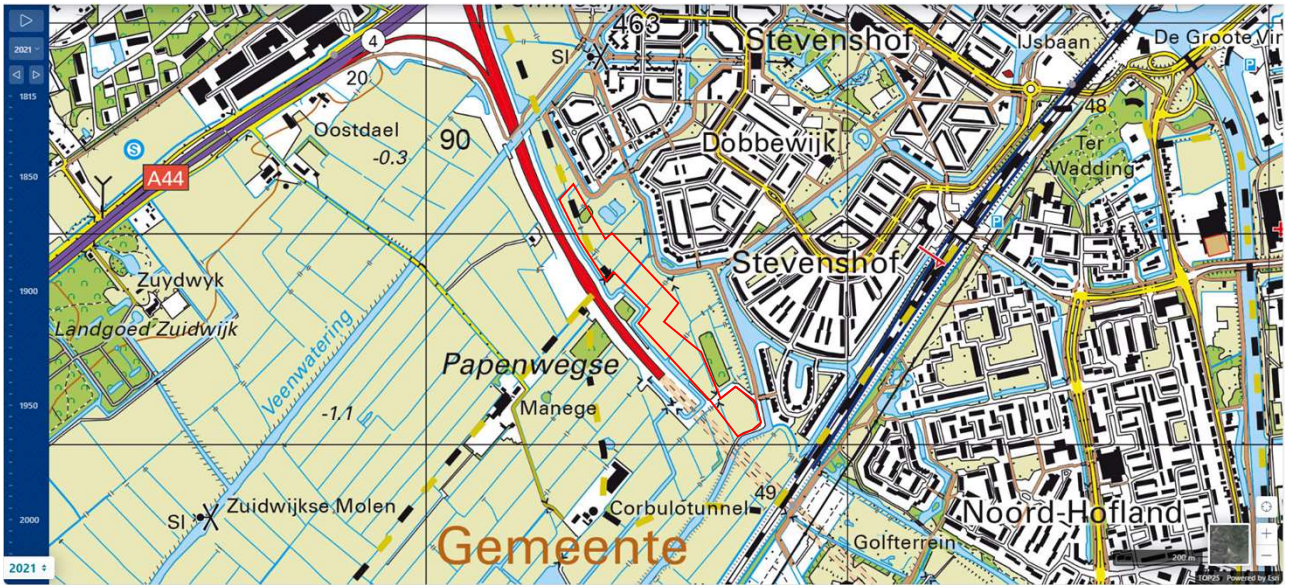 2021
1815
1850
1900
1950
2000
2021
463
Stevenshof
IJsbaan
De Groote Vin
SI
4
20
P
48
Oostdael
-0.3
90
Dobbewijk
Ter
Wadding
S
A44
P
Zuydwyk
Stevenshof
Landgoed Zuidwijk
Veenwatering
Papenwegse
Manege
-1.1
SI
Zuidwijkse Molen
Corbulotunnel
49
Noord-Hofland
Gemeente
Golfterrein
200 m
TOP25 Powered by Esri